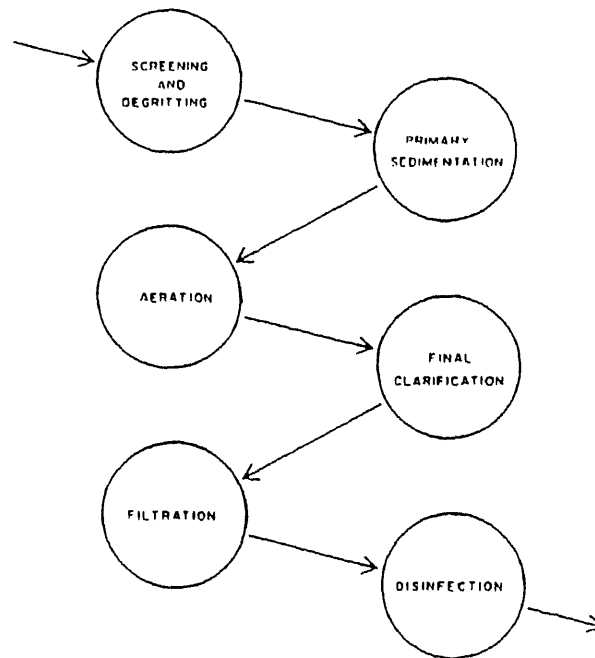 SCREENING
AND
DEGRITTING
PRIMARY
SEDIMENTATION
AERATION
FINAL
CLARIFICATION
FILTRATION
DISINFECTION